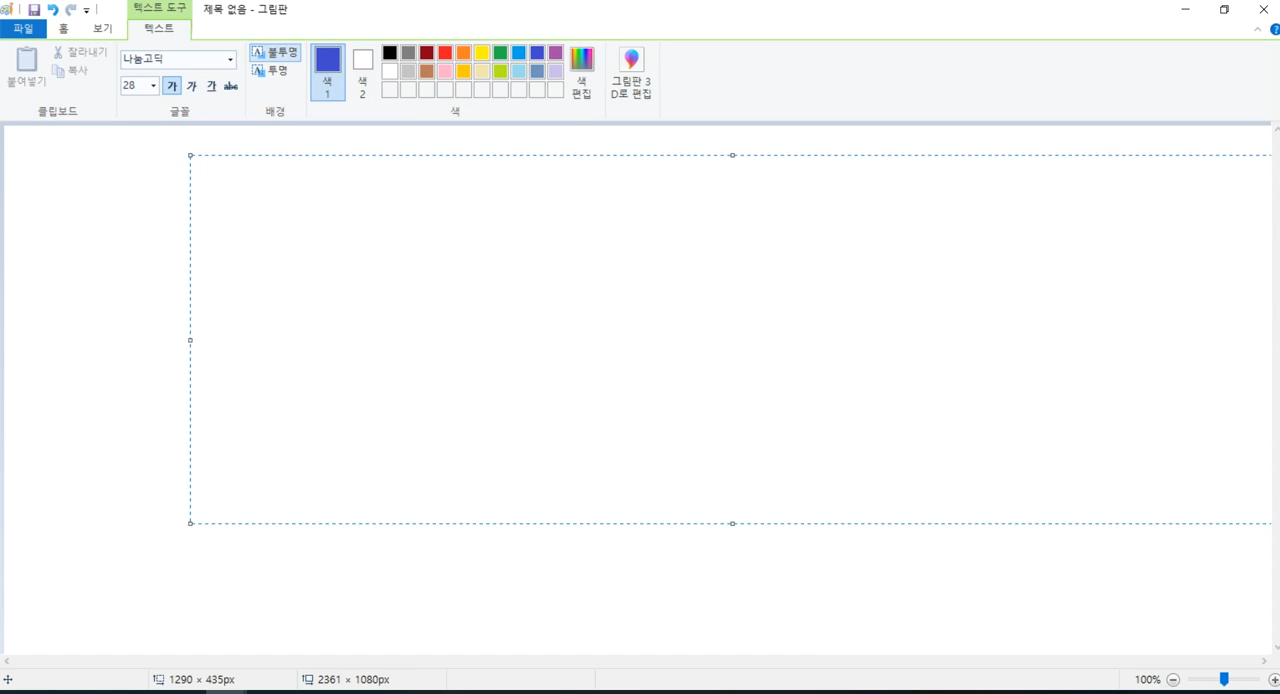 텍스트 도구 제목 없음 - 그림판
파일 홈 보기 텍스트
붙여넣기
잘라내기
복사
클립보드
나눔고딕
28 가 가 가 abc
글꼴
불투명
투명
배경
색 1
색 2
색 편집
색
그림판 3D로 편집
1290 × 435px 2361 × 1080px 100%